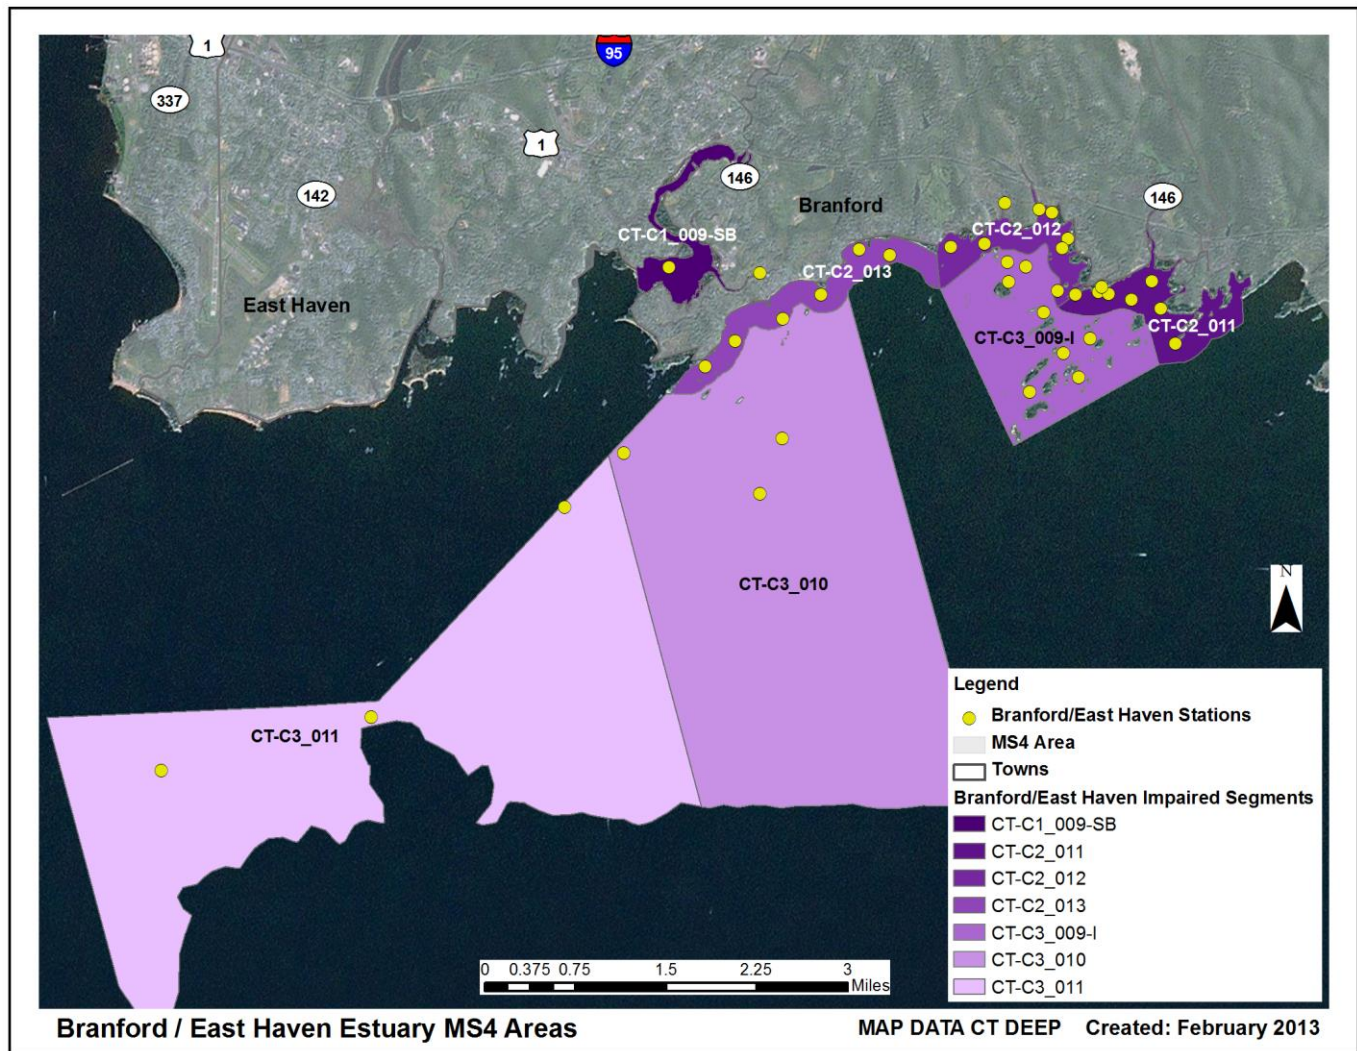 1
95
337
1
146
142
146
Branford
CT-C2_012
CT-C1_009-SB
CT-C2_013
East Haven
CT-C2_011
CT-C3_009-I
CT-C3_010
N
CT-C3_011
Legend
Branford/East Haven Stations
MS4 Area
Towns
Branford/East Haven Impaired Segments
CT-C1_009-SB
CT-C2_011
CT-C2_012
CT-C2_013
CT-C3_009-I
CT-C3_010
CT-C3_011
0 0.375 0.75 1.5 2.25 3
Miles
Branford / East Haven Estuary MS4 Areas
MAP DATA CT DEEP Created: February 2013